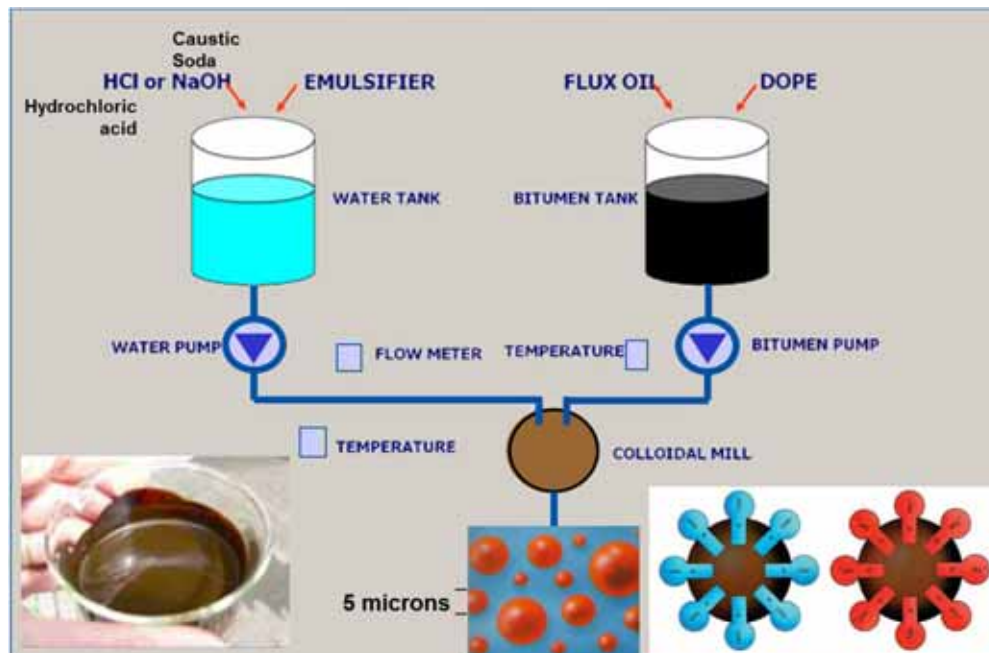 Caustic
Soda
HCl or NaOH
EMULSIFIER
Hydrochloric
acid
FLUX OIL
DOPE
WATER TANK
BITUMEN TANK
WATER PUMP
FLOW METER
TEMPERATURE
BITUMEN PUMP
TEMPERATURE
COLLOIDAL MILL
5 microns